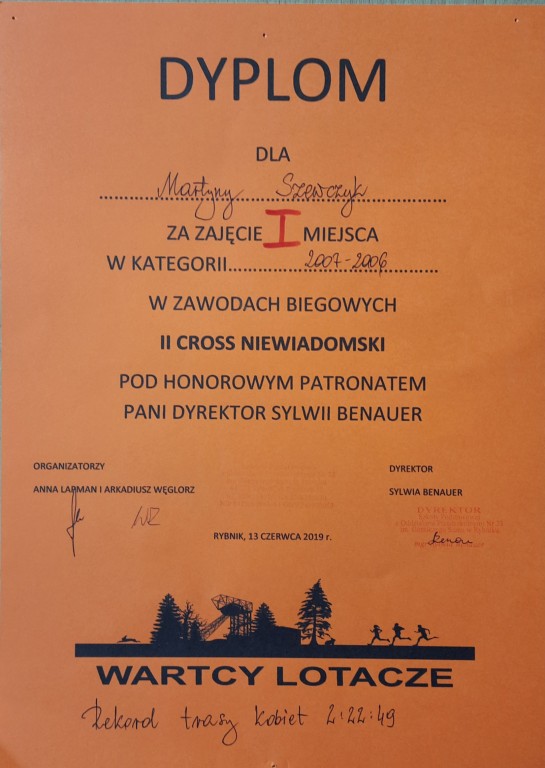 DYPLOM
DLA
Martyny Szewczyk
ZA ZAJĘCIE I MIEJSCA
W KATEGORII 2007-2006
W ZAWODACH BIEGOWYCH
II CROSS NIEWIADOMSKI
POD HONOROWYM PATRONATEM
PANI DYREKTOR SYLWII BENAUER
ORGANIZATORZY
ANNA LAPMAN I ARKADIUSZ WĘGLORZ
DYREKTOR
SYLWIA BENAUER
DYREKTOR
RYBNIK, 13 CZERWCA 2019 r.
WARTCY LOTACZE
Rekord trasy kobiet 2:22:49